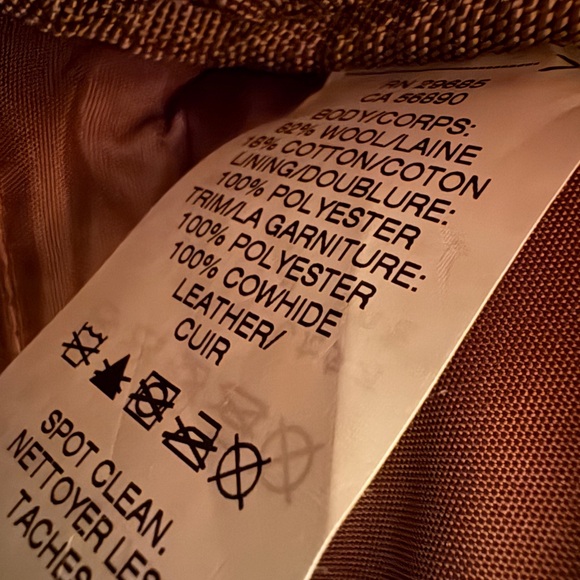 RN 29685
CA 56890
BODY/CORPS:
82% WOOL/LAINE
18% COTTON/COTON
LINING/DOUBLURE:
100% POLYESTER
TRIM/LA GARNITURE:
100% POLYESTER
100% COWHIDE
LEATHER/
CUIR
SPOT CLEAN.
NETTOYER LES
TACHES